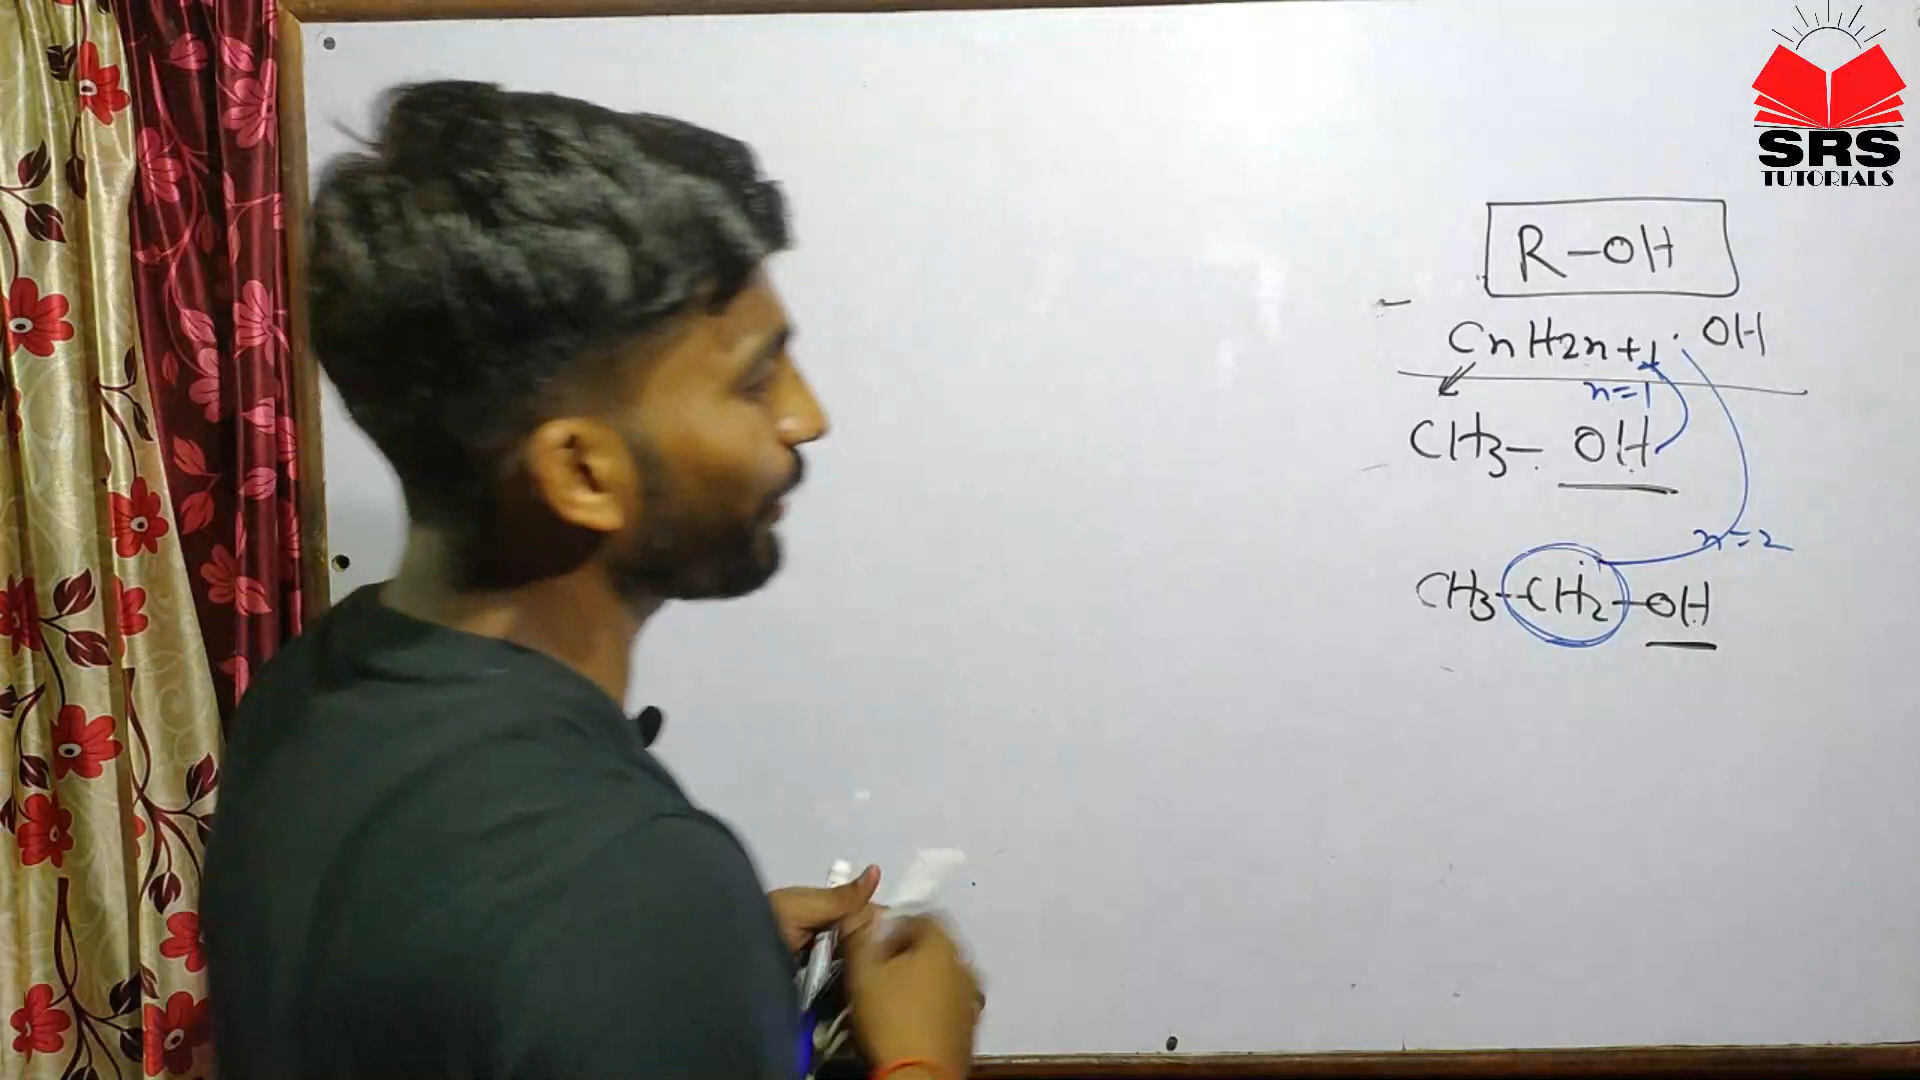 SRS
TUTORIALS
R-OH
CnH2n+1 . OH
n=1
CH3- OH
n=2
CH3-CH2-OH